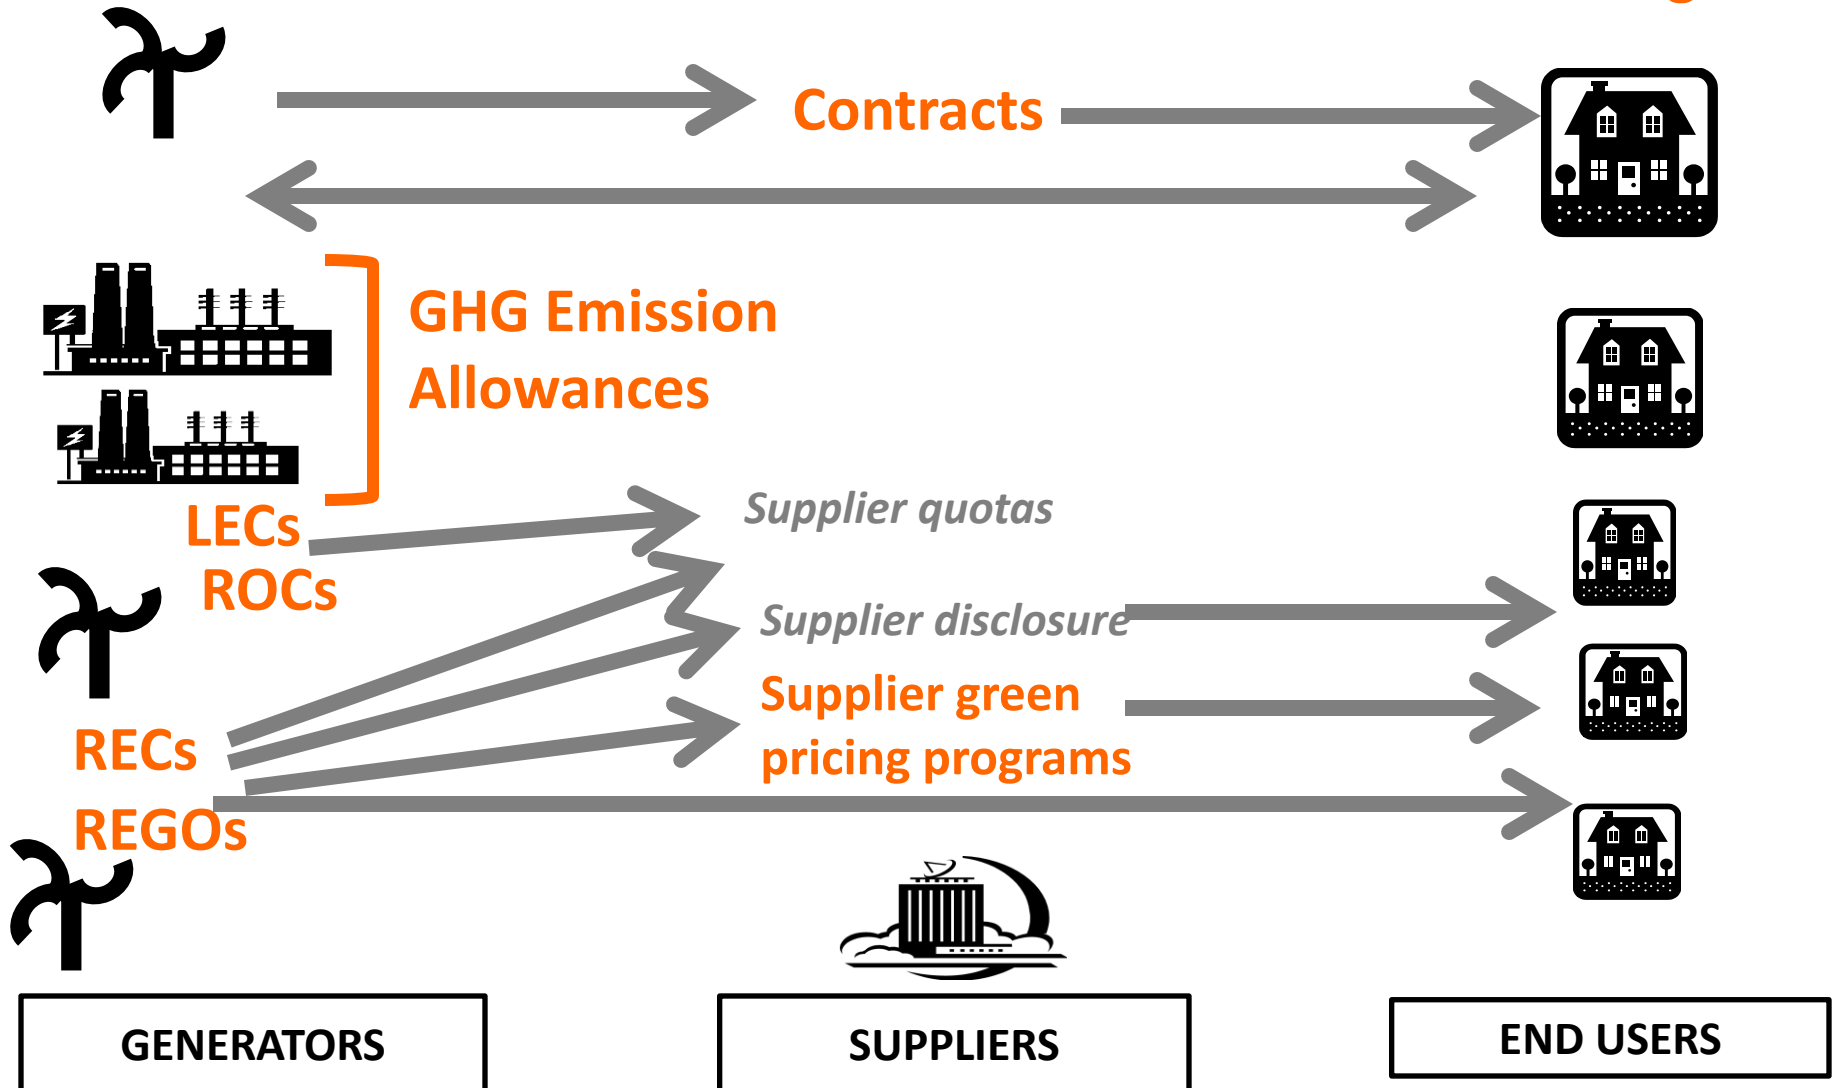 Contracts
GHG Emission
Allowances
LECs
Supplier quotas
ROCs
Supplier disclosure
Supplier green
pricing programs
RECs
REGOs
GENERATORS
SUPPLIERS
END USERS